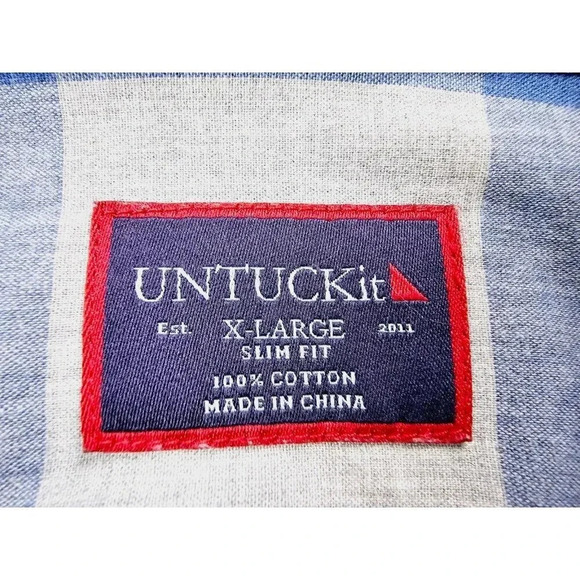 UNTUCKit
Est. X-LARGE 2011
SLIM FIT
100% COTTON
MADE IN CHINA